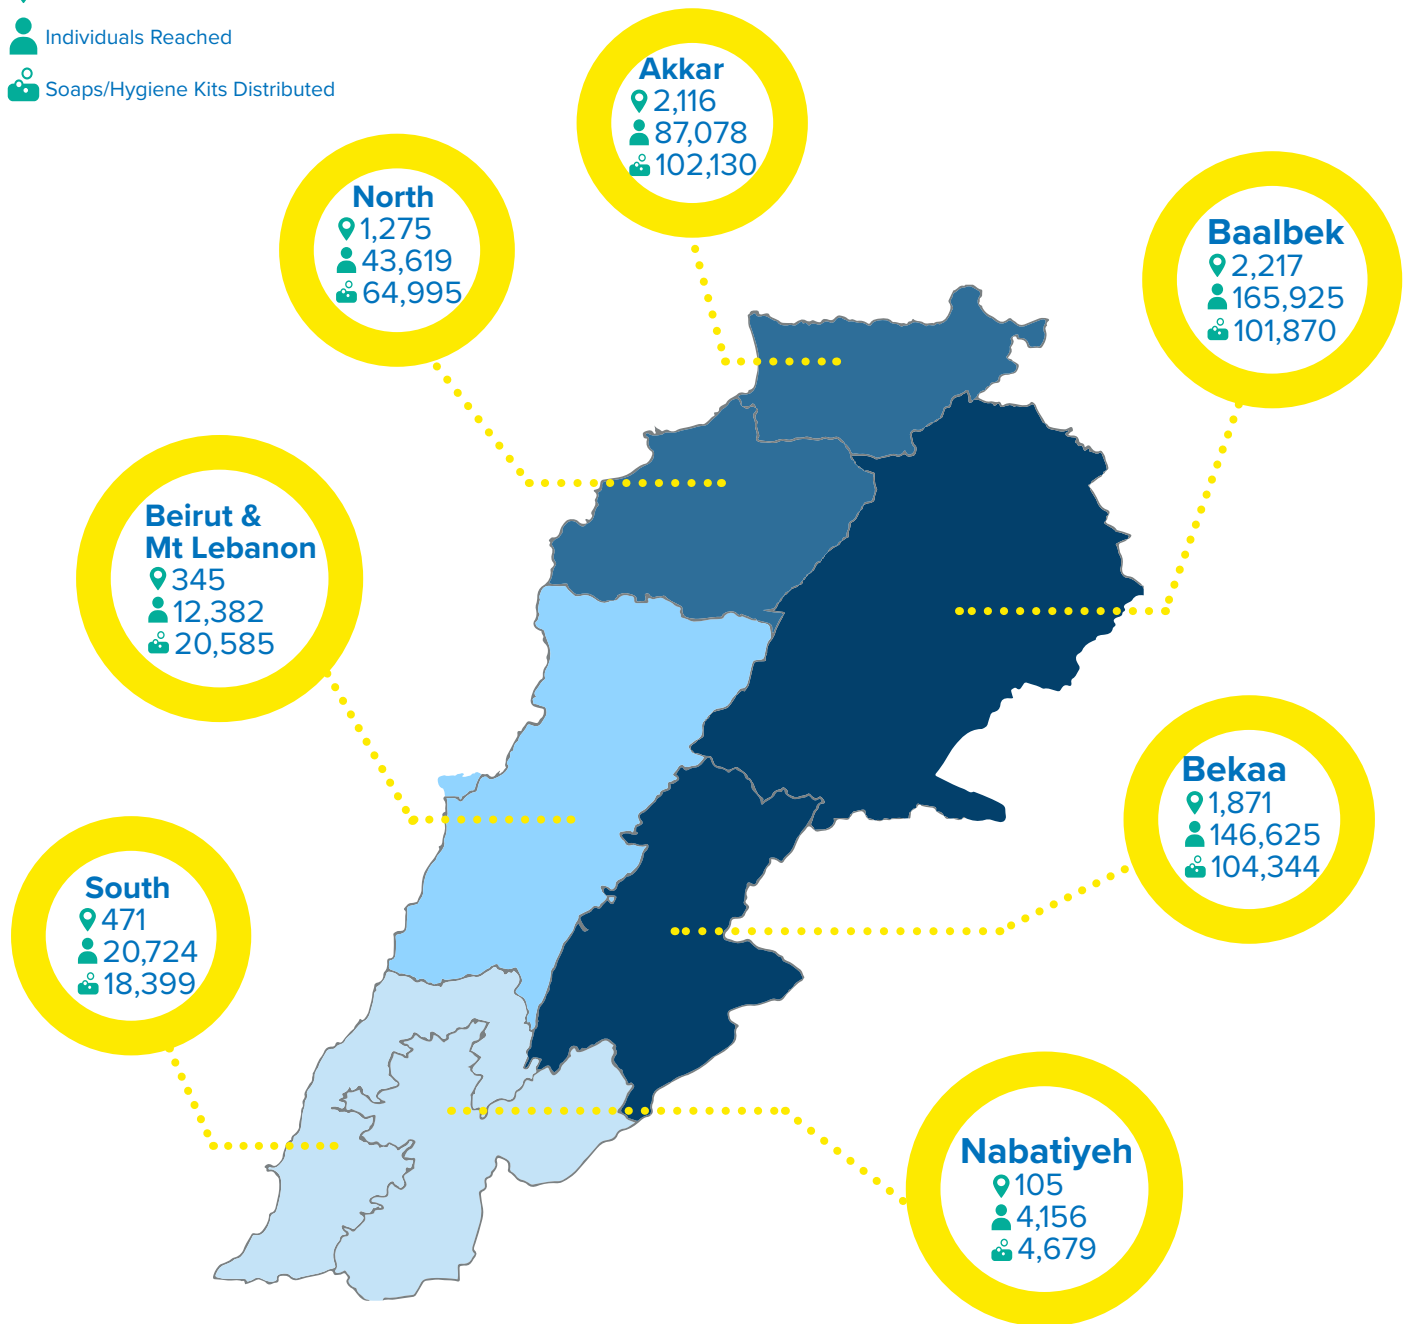 Individuals Reached
Soaps/Hygiene Kits Distributed
Akkar
2,116
87,078
102,130
North
1,275
43,619
64,995
Baalbek
2,217
165,925
101,870
Beirut &
Mt Lebanon
345
12,382
20,585
Bekaa
1,871
146,625
104,344
South
471
20,724
18,399
Nabatiyeh
105
4,156
4,679